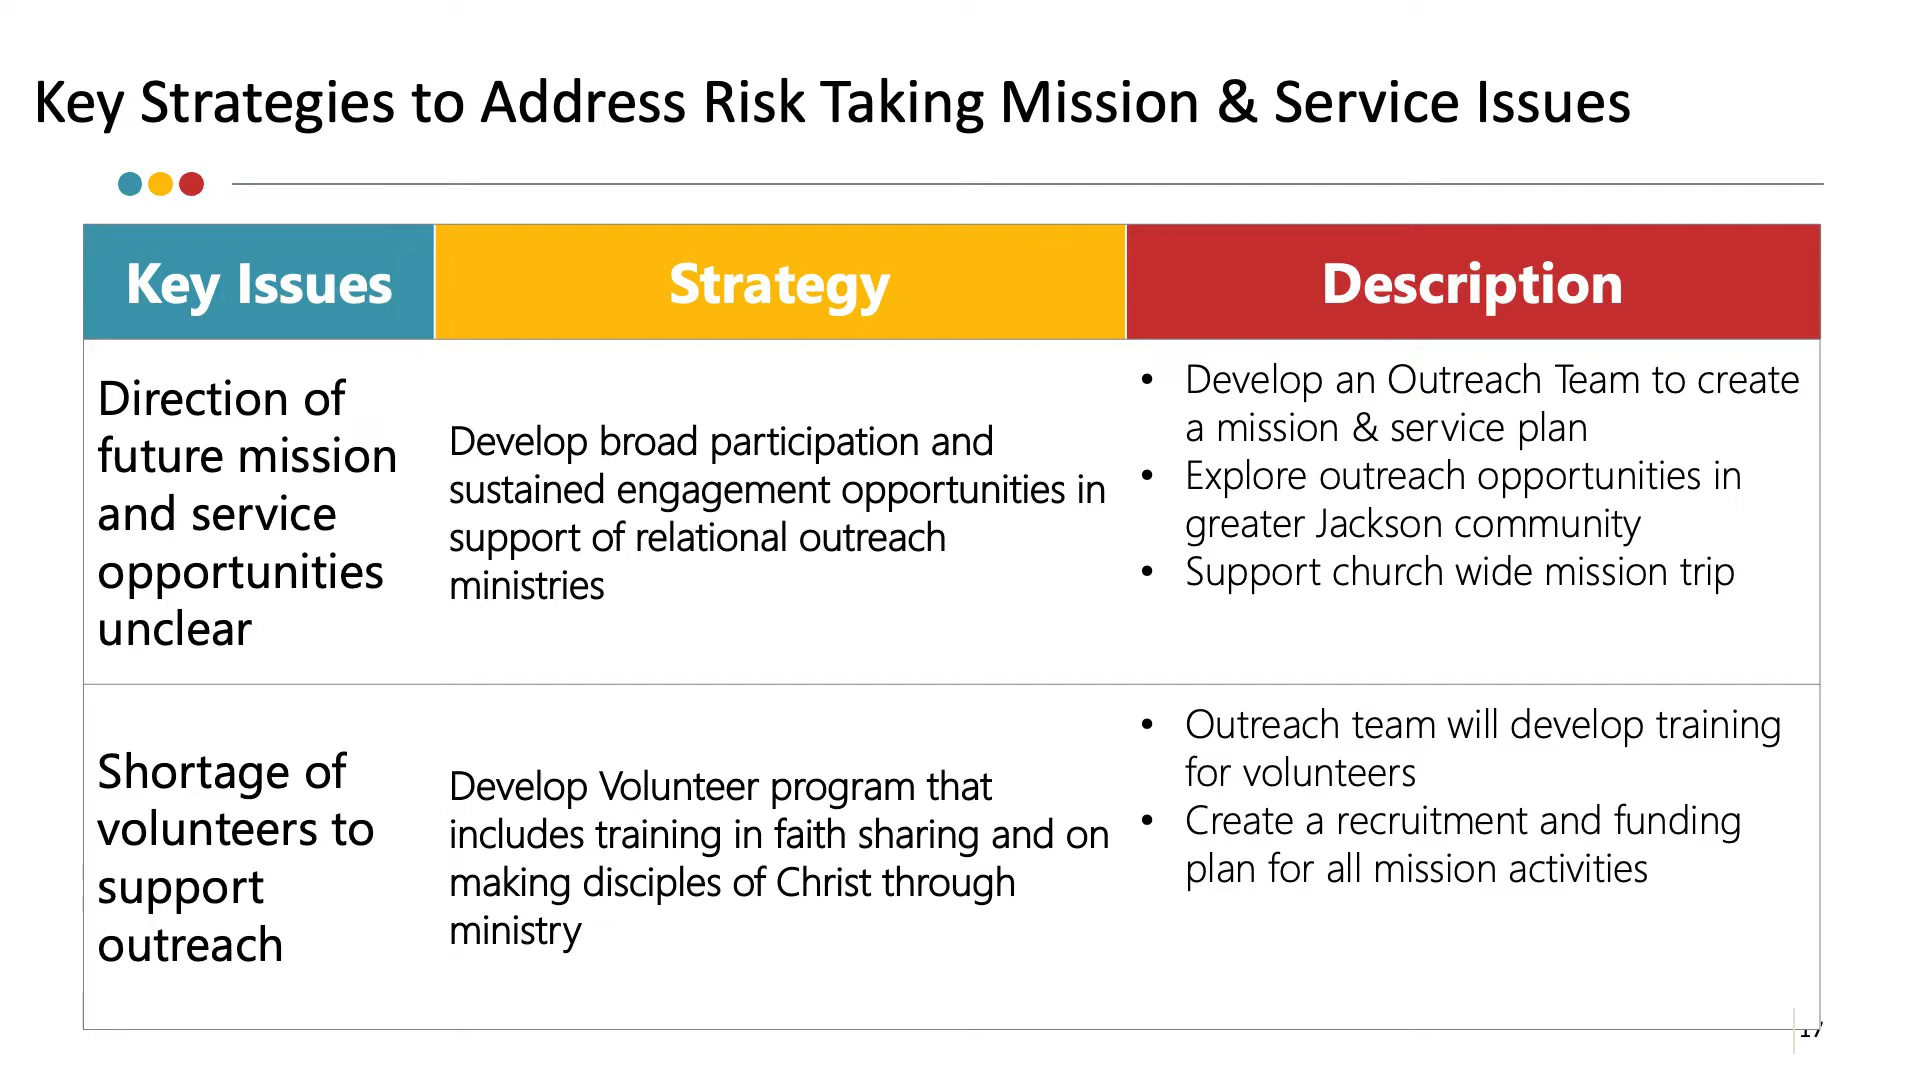 Key Strategies to Address Risk Taking Mission & Service Issues
Key Issues
Strategy
Description
Direction of
future mission
and service
opportunities
unclear
Develop broad participation and
sustained engagement opportunities in
support of relational outreach
ministries
• Develop an Outreach Team to create
a mission & service plan
• Explore outreach opportunities in
greater Jackson community
• Support church wide mission trip
Shortage of
volunteers to
support
outreach
Develop Volunteer program that
includes training in faith sharing and on
making disciples of Christ through
ministry
• Outreach team will develop training
for volunteers
• Create a recruitment and funding
plan for all mission activities
17